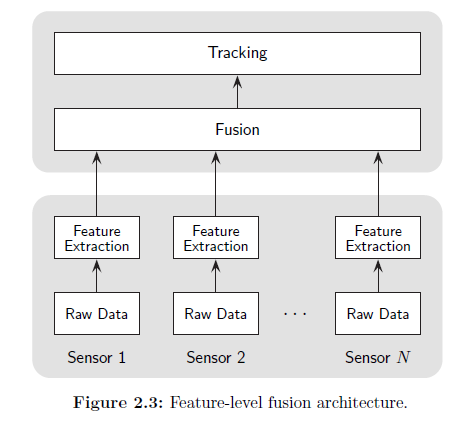 Tracking
Fusion
Feature
Extraction
Feature
Extraction
Feature
Extraction
Raw Data
Raw Data
. . .
Raw Data
Sensor 1
Sensor 2
Sensor N
Figure 2.3: Feature-level fusion architecture.